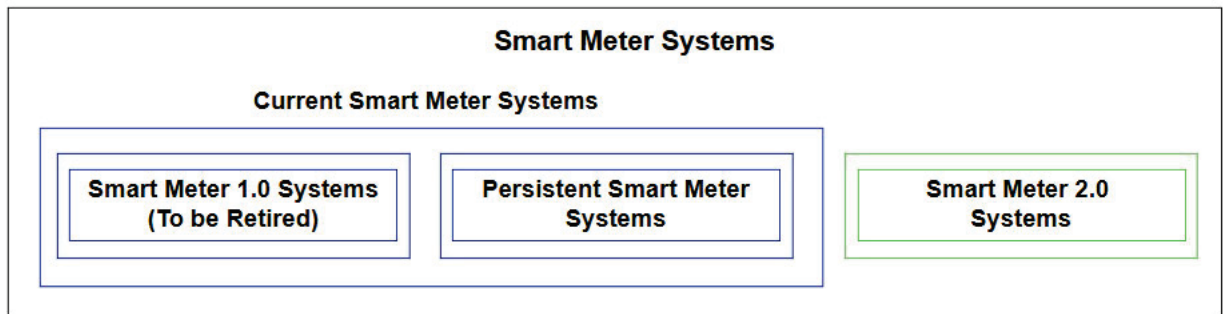 Smart Meter Systems
Current Smart Meter Systems
Smart Meter 1.0 Systems
(To be Retired)
Persistent Smart Meter
Systems
Smart Meter 2.0
Systems